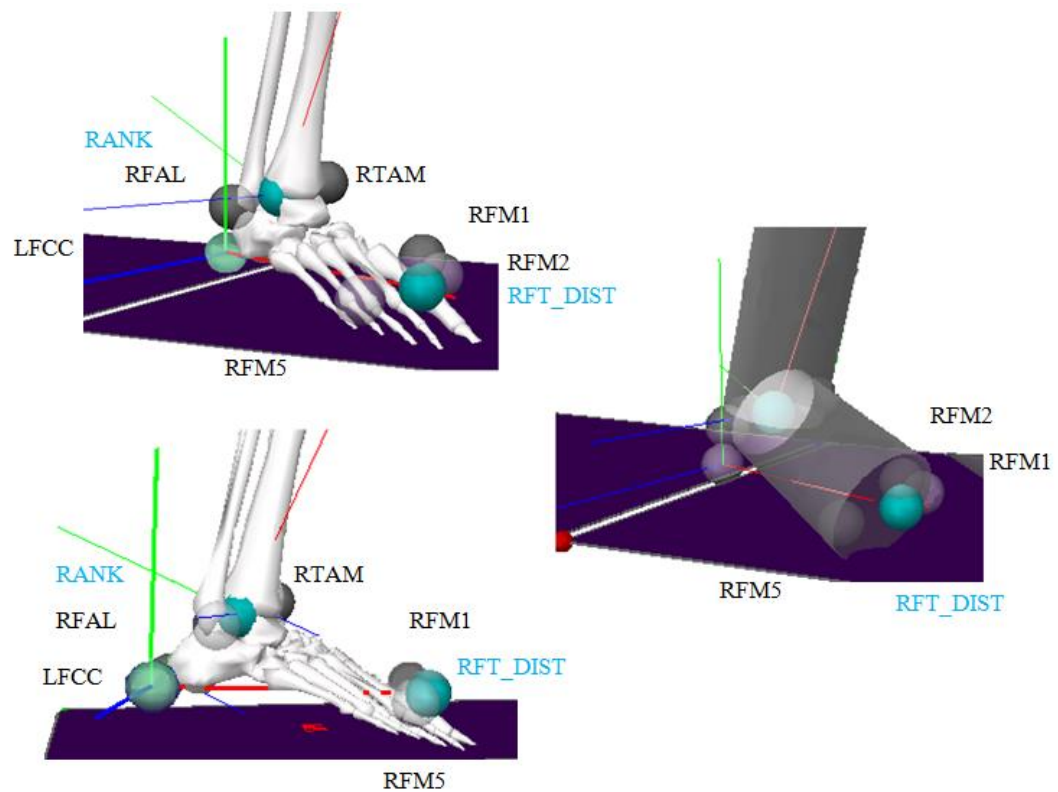 RANK
RFAL
RTAM
RFM1
LFCC
RFM2
RFT_DIST
RFM5
RFM2
RFM1
RFM5
RFT_DIST
RANK
RTAM
RFAL
RFM1
LFCC
RFT_DIST
RFM5